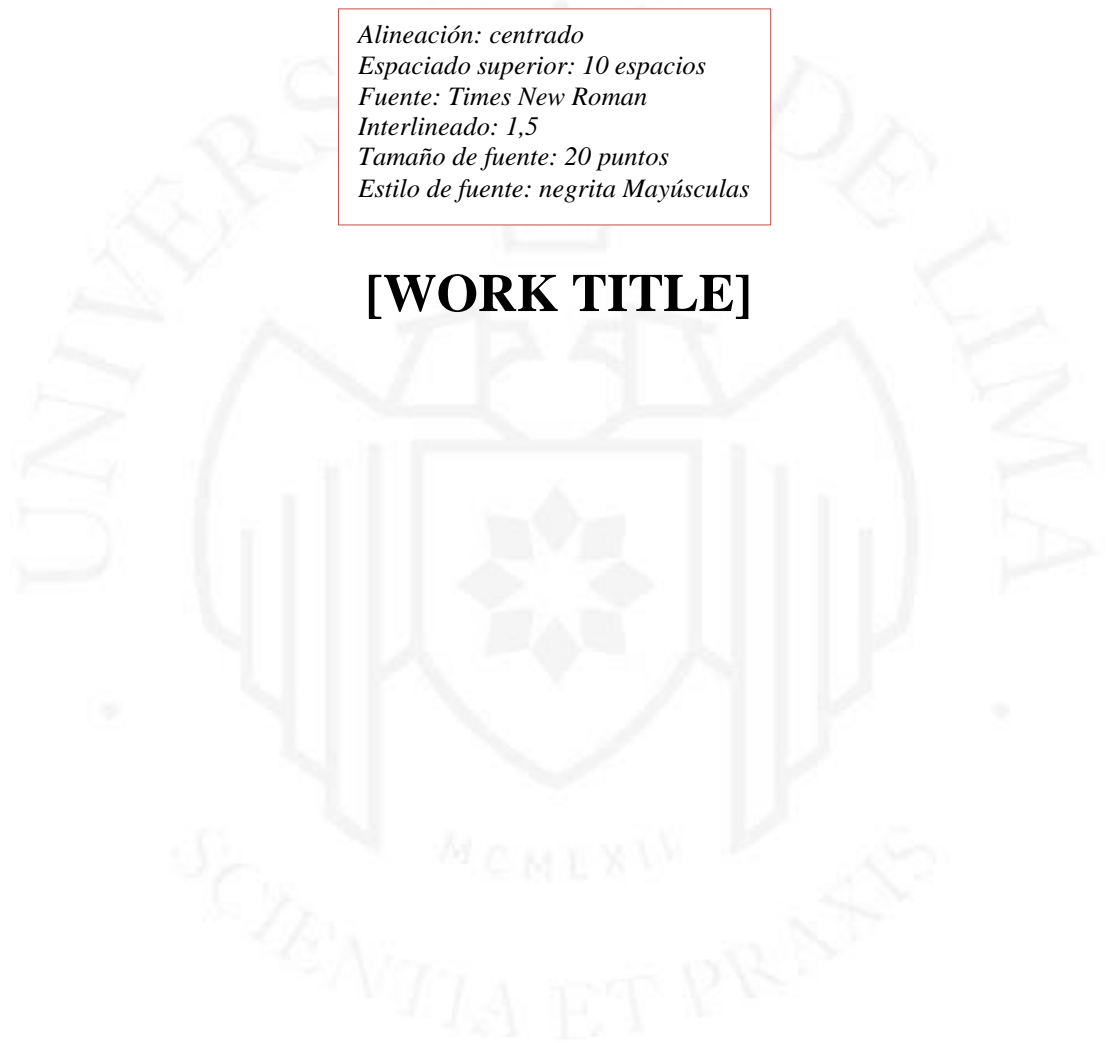 Alineación: centrado
Espaciado superior: 10 espacios
Fuente: Times New Roman
Interlineado: 1,5
Tamaño de fuente: 20 puntos
Estilo de fuente: negrita Mayúsculas
[WORK TITLE]
UNIVERSIDAD DE LIMA
MCMLXII
SCIENTIA ET PRAXIS